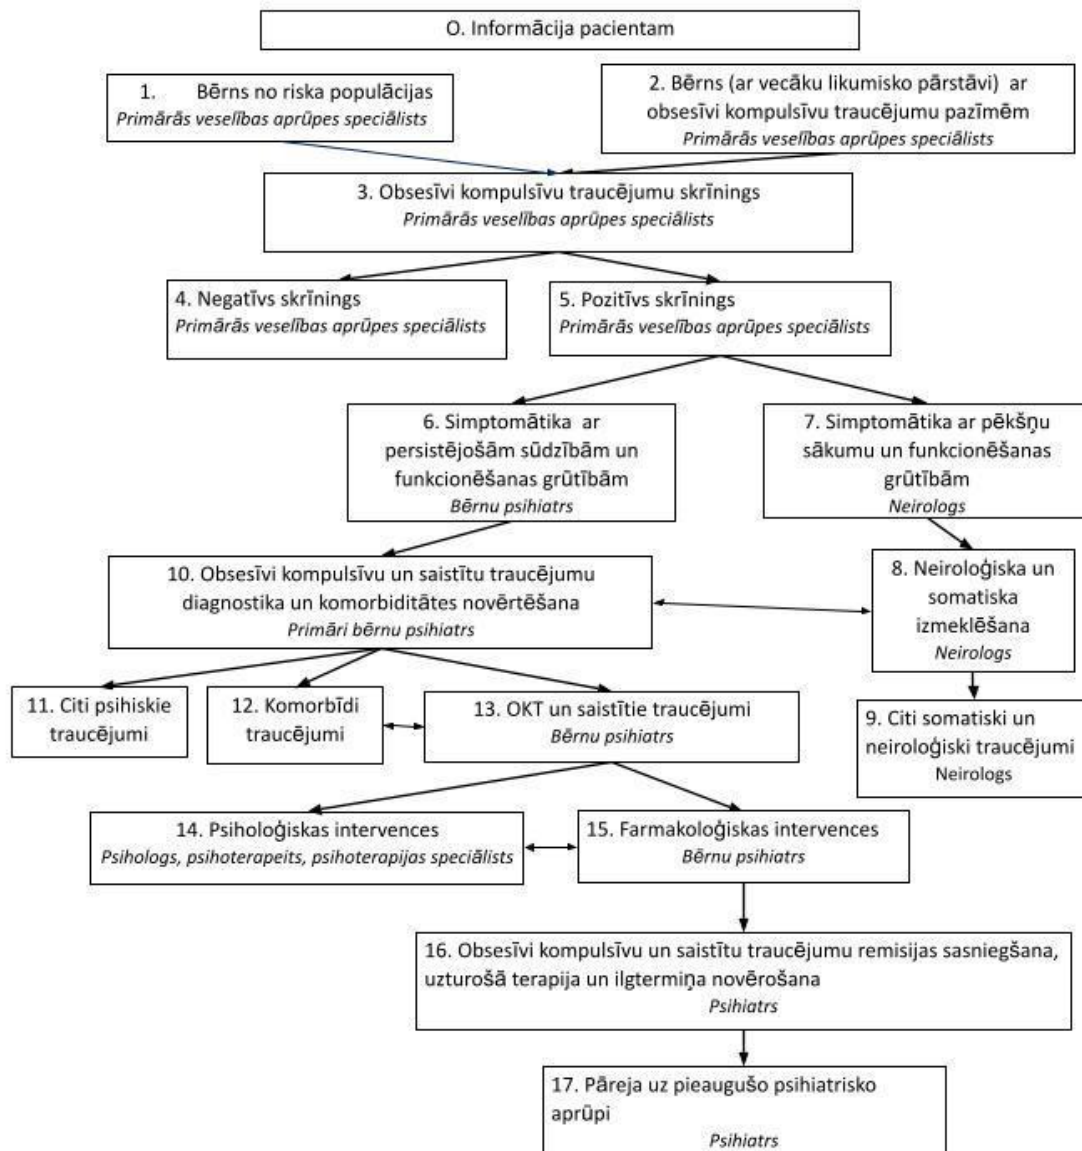 O. Informācija pacientam
1. Bērns no riska populācijas
Primārās veselības aprūpes speciālists
2. Bērns (ar vecāku likumisko pārstāvi) ar
obsesīvi kompulsīvu traucējumu pazīmēm
Primārās veselības aprūpes speciālists
3. Obsesīvi kompulsīvu traucējumu skrīnings
Primārās veselības aprūpes speciālists
4. Negatīvs skrīnings
Primārās veselības aprūpes speciālists
5. Pozitīvs skrīnings
Primārās veselības aprūpes speciālists
6. Simptomātika ar
persistējošām sūdzībām un
funkcionēšanas grūtībām
Bērnu psihiatrs
7. Simptomātika ar pēkšņu
sākumu un funkcionēšanas
grūtībām
Neirologs
10. Obsesīvi kompulsīvu un saistītu traucējumu
diagnostika un komorbiditātes novērtēšana
Primāri bērnu psihiatrs
8. Neiroloģiska un
somatiska
izmeklēšana
Neirologs
11. Citi psihiskie
traucējumi
12. Komorbīdi
traucējumi
13. OKT un saistītie traucējumi
Bērnu psihiatrs
9. Citi somatiski un
neiroloģiski traucējumi
Neirologs
14. Psiholoģiskas intervences
Psihologs, psihoterapeits, psihoterapijas speciālists
15. Farmakoloģiskas intervences
Bērnu psihiatrs
16. Obsesīvi kompulsīvu un saistītu traucējumu remisijas sasniegšana,
uzturošā terapija un ilgtermiņa novērošana
Psihiatrs
17. Pāreja uz pieaugušo psihiatrisko
aprūpi
Psihiatrs